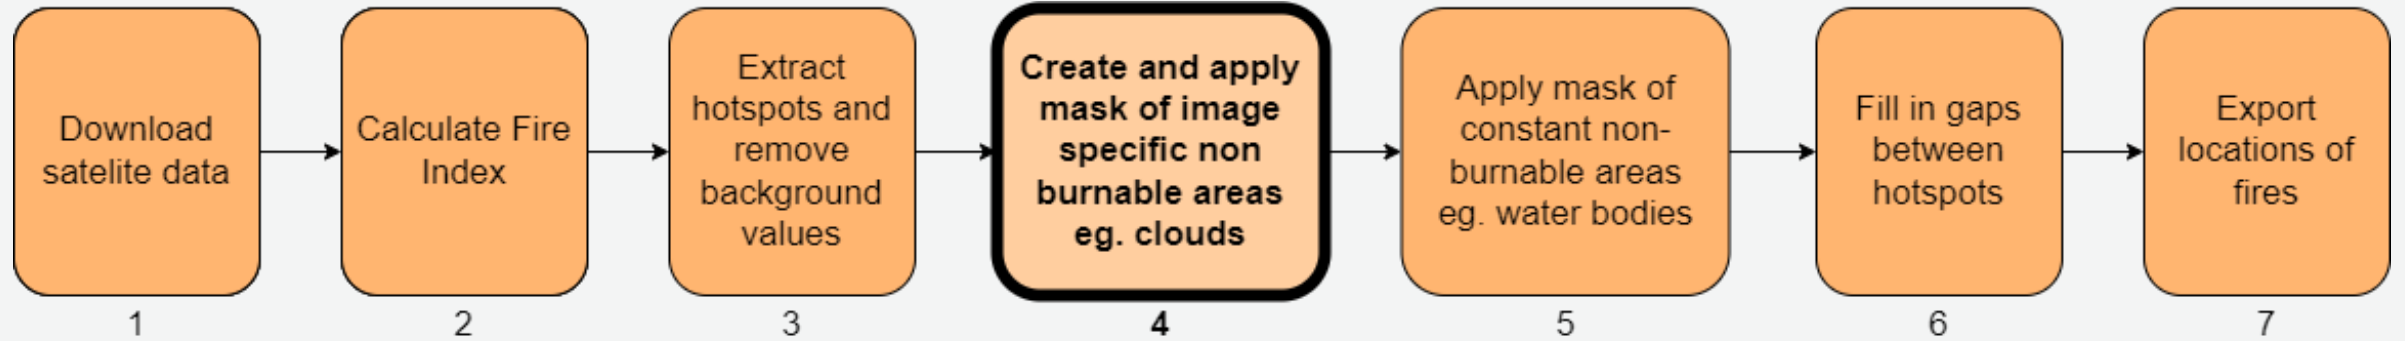 Download
satelite data
Calculate Fire
Index
Extract
hotspots and
remove
background
values
Create and apply
mask of image
specific non
burnable areas
eg. clouds
Apply mask of
constant non-
burnable areas
eg. water bodies
Fill in gaps
between
hotspots
Export
locations of
fires
1
2
3
4
5
6
7